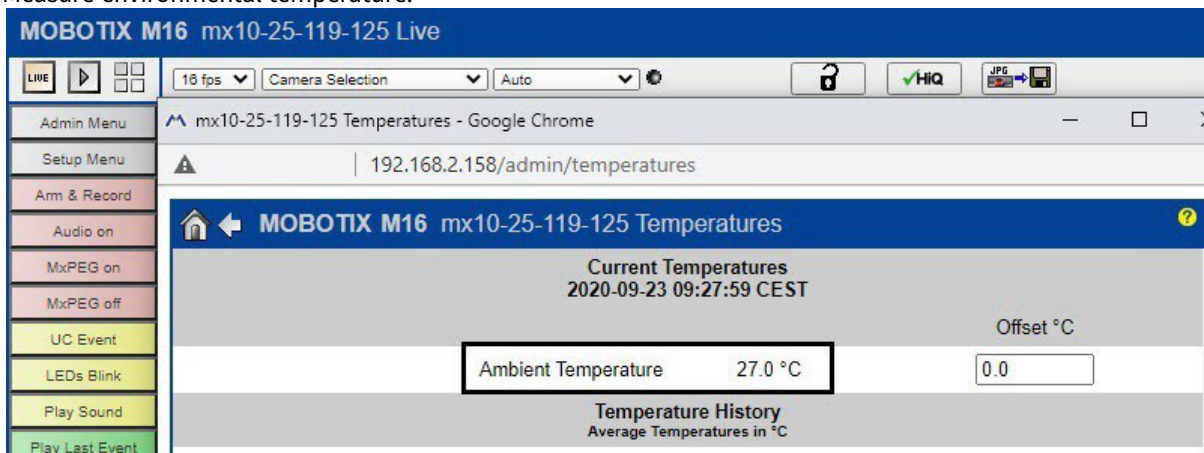 Measure environmental temperature.
MOBOTIX M16 mx10-25-119-125 Live
LIVE
16 fps Camera Selection Auto HiQ JPG
Admin Menu
mx10-25-119-125 Temperatures - Google Chrome
Setup Menu
192.168.2.158/admin/temperatures
Arm & Record
Audio on
MOBOTIX M16 mx10-25-119-125 Temperatures ?
MxPEG on
Current Temperatures
2020-09-23 09:27:59 CEST
MxPEG off
Offset °C
UC Event
LEDs Blink
Ambient Temperature 27.0 °C 0.0
Play Sound
Temperature History
Average Temperatures in °C
Play Last Event